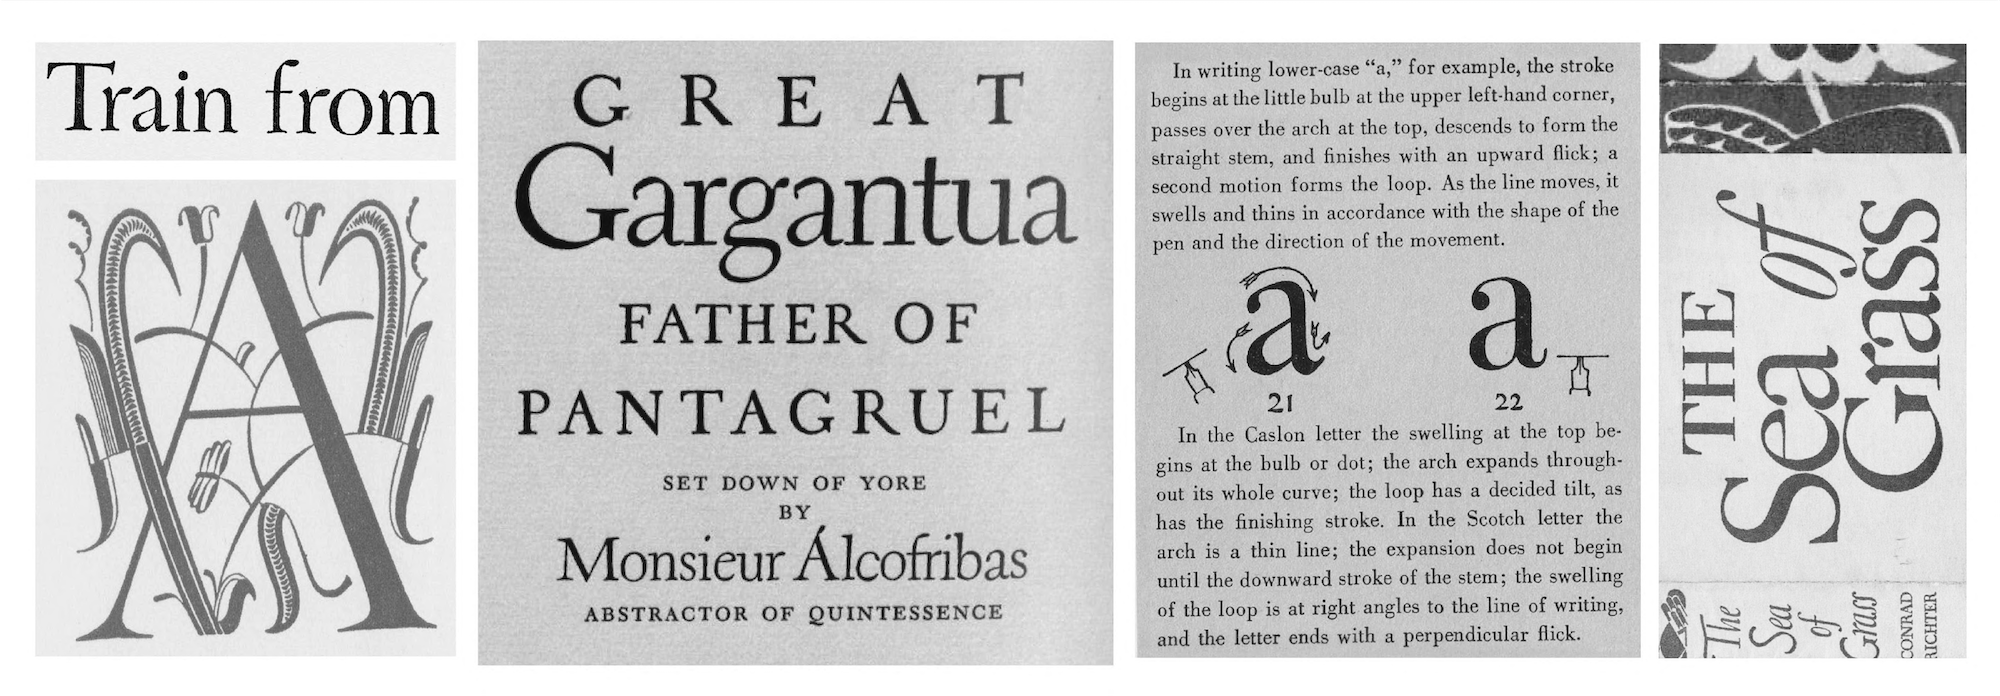 Train from
A
GREAT
Gargantua
FATHER OF
PANTAGRUEL
SET DOWN OF YORE
BY
Monsieur Álcofribas
ABSTRACTOR OF QUINTESSENCE
In writing lower-case “a,” for example, the stroke
begins at the little bulb at the upper left-hand corner,
passes over the arch at the top, descends to form the
straight stem, and finishes with an upward flick; a
second motion forms the loop. As the line moves, it
swells and thins in accordance with the shape of the
pen and the direction of the movement.
a a
21 22
In the Caslon letter the swelling at the top be-
gins at the bulb or dot; the arch expands through-
out its whole curve; the loop has a decided tilt, as
has the finishing stroke. In the Scotch letter the
arch is a thin line; the expansion does not begin
until the downward stroke of the stem; the swelling
of the loop is at right angles to the line of writing,
and the letter ends with a perpendicular flick.
THE
Sea of
Grass
The
Sea
of
Grass
CONRAD
RICHTER